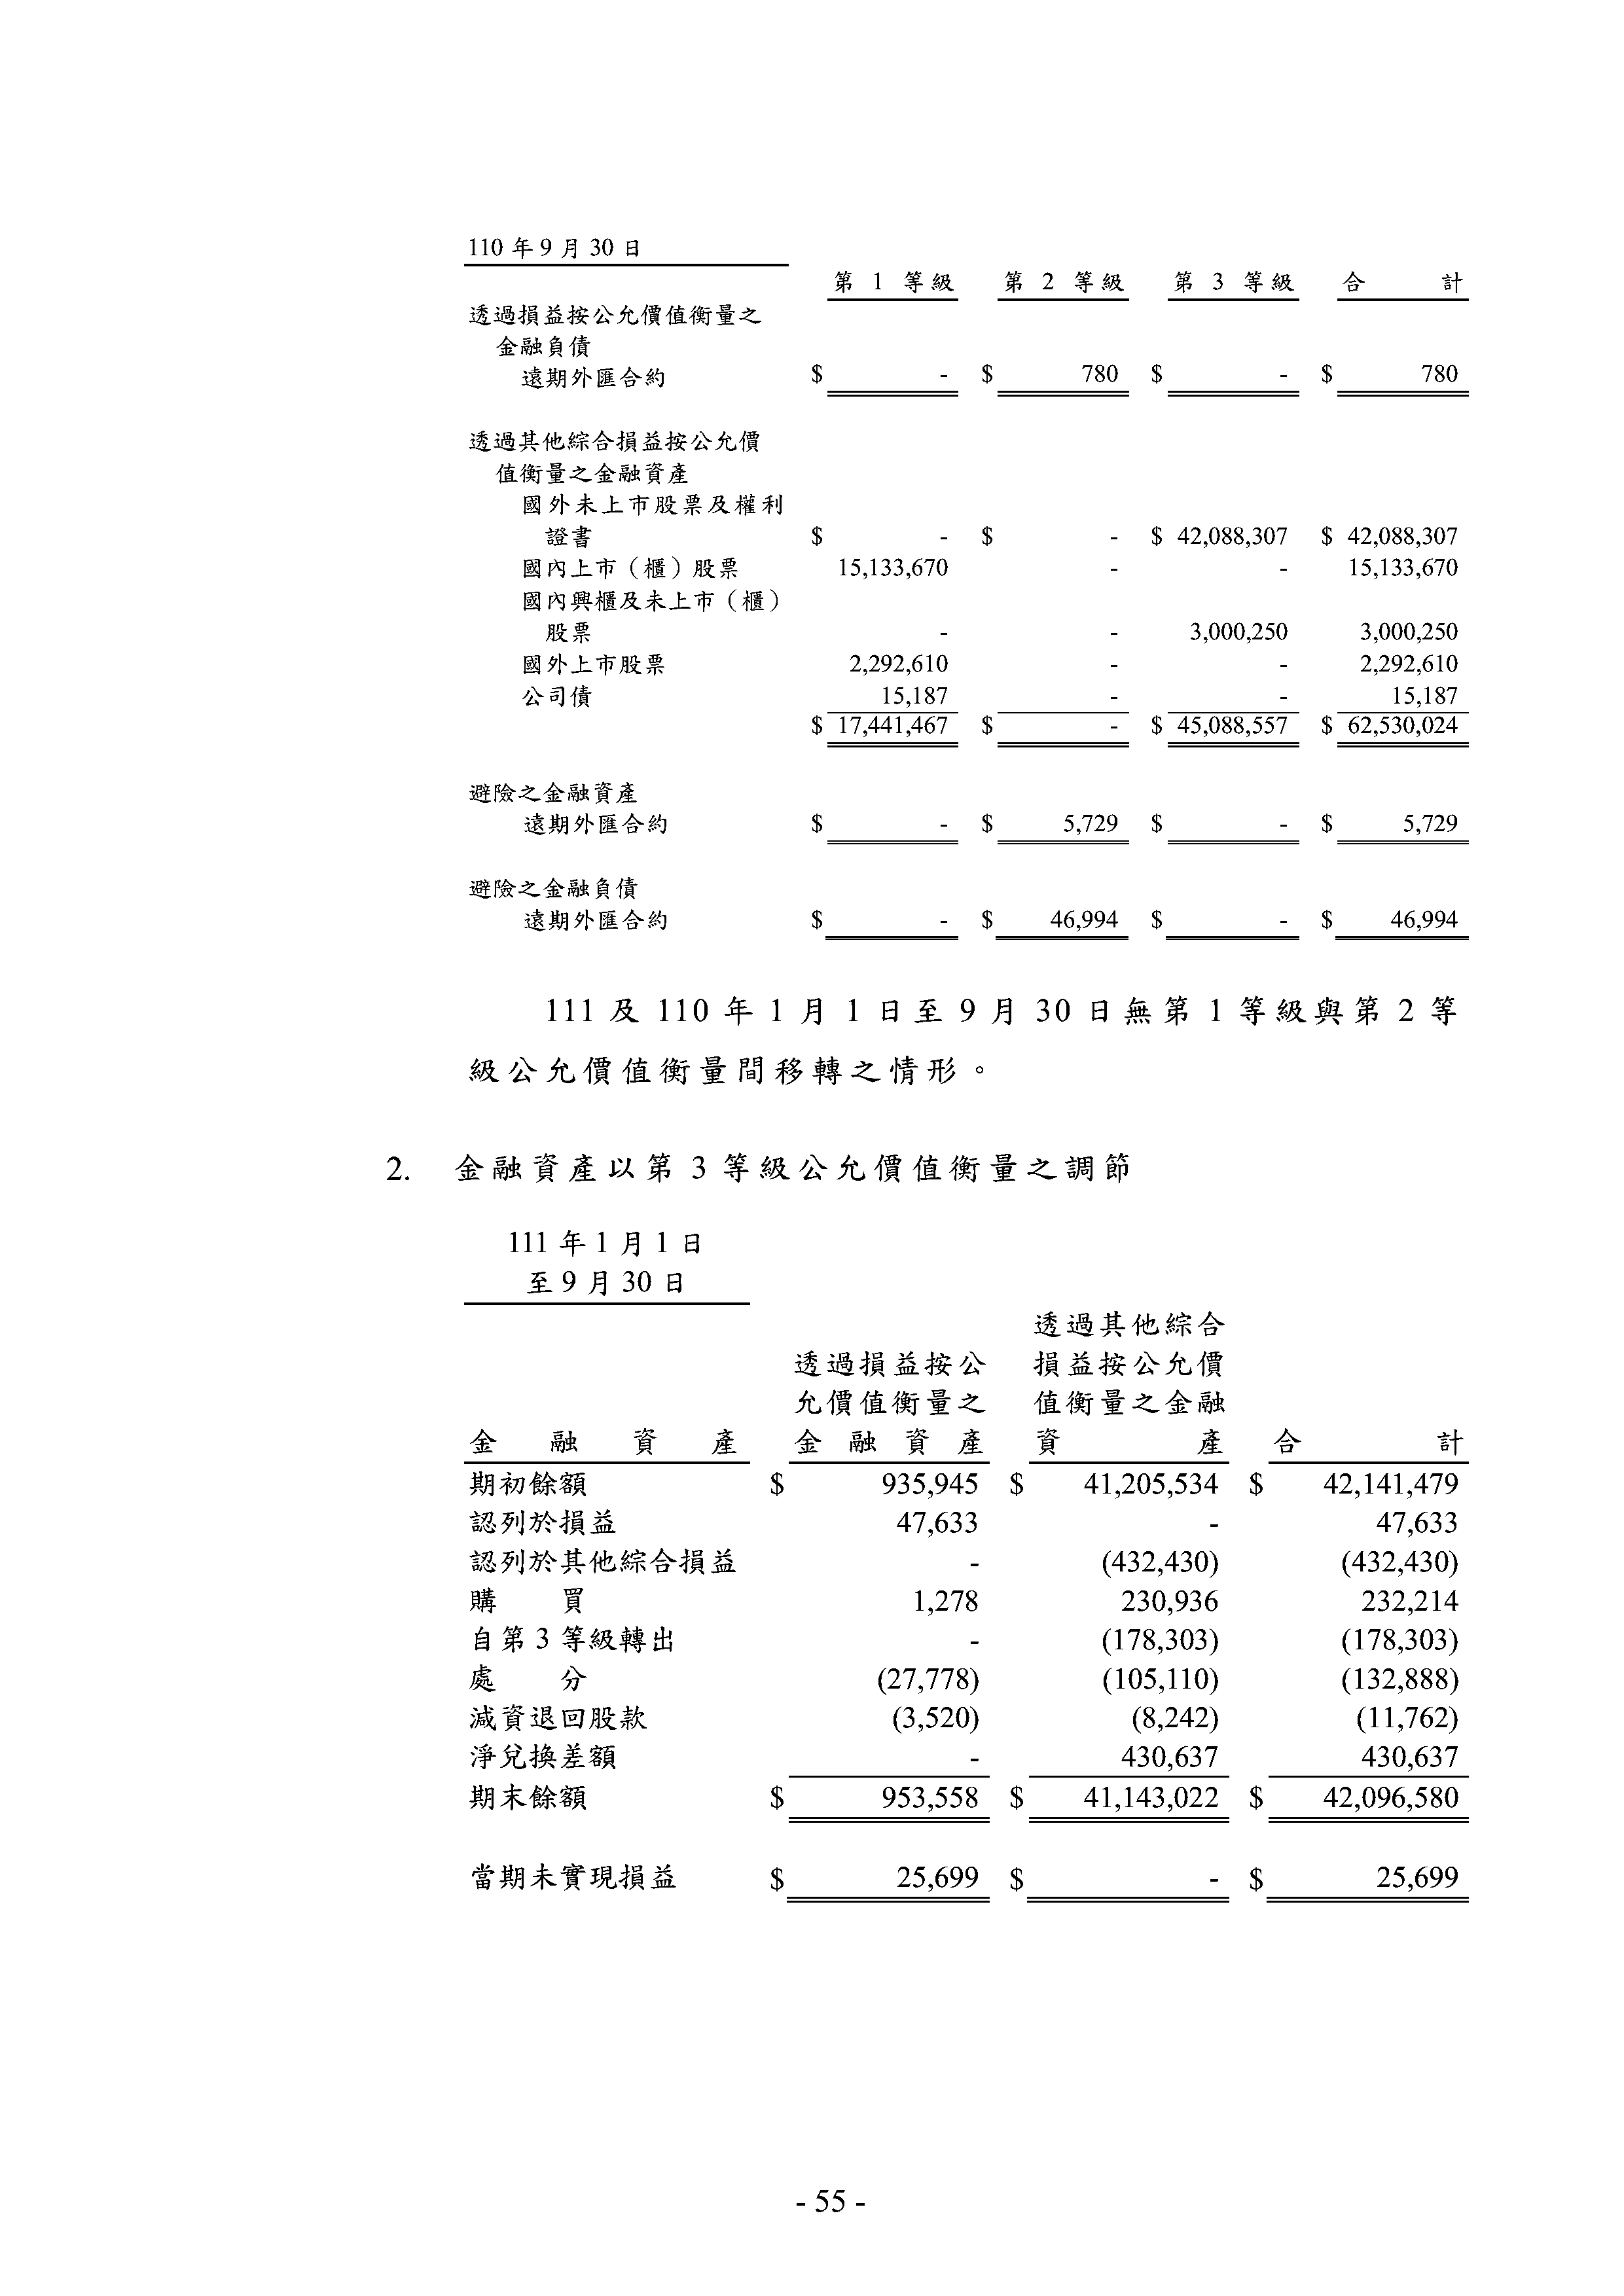 110 年 9 月 30 日
第 1 等級 第 2 等級 第 3 等級 合計
透過損益按公允價值衡量之
金融負債
遠期外匯合約 $ - $ 780 $ - $ 780
透過其他綜合損益按公允價
值衡量之金融資產
國外未上市股票及權利
證書 $ - $ - $ 42,088,307 $ 42,088,307
國內上市（櫃）股票 15,133,670 - - 15,133,670
國內興櫃及未上市（櫃）
股票 - - 3,000,250 3,000,250
國外上市股票 2,292,610 - - 2,292,610
公司債 15,187 - - 15,187
$ 17,441,467 $ - $ 45,088,557 $ 62,530,024
避險之金融資產
遠期外匯合約 $ - $ 5,729 $ - $ 5,729
避險之金融負債
遠期外匯合約 $ - $ 46,994 $ - $ 46,994
111 及 110 年 1 月 1 日至 9 月 30 日無第 1 等級與第 2 等
級公允價值衡量間移轉之情形。
2. 金融資產以第 3 等級公允價值衡量之調節
111 年 1 月 1 日
至 9 月 30 日
透過其他綜合
透過損益按公 損益按公允價
允價值衡量之 值衡量之金融
金融資產 金融資產 資產 合計
期初餘額 $ 935,945 $ 41,205,534 $ 42,141,479
認列於損益 47,633 - 47,633
認列於其他綜合損益 - (432,430) (432,430)
購買 1,278 230,936 232,214
自第 3 等級轉出 - (178,303) (178,303)
處分 (27,778) (105,110) (132,888)
減資退回股款 (3,520) (8,242) (11,762)
淨兌換差額 - 430,637 430,637
期末餘額 $ 953,558 $ 41,143,022 $ 42,096,580
當期未實現損益 $ 25,699 $ - $ 25,699
- 55 -